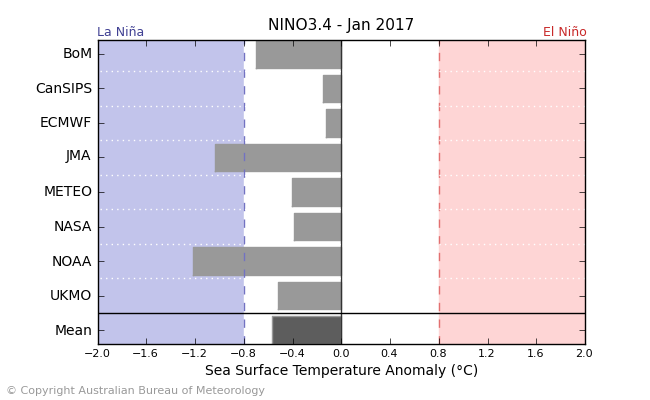 NINO3.4 - Jan 2017
La Niña
El Niño
BoM
CanSIPS
ECMWF
JMA
METEO
NASA
NOAA
UKMO
Mean
−2.0 −1.6 −1.2 −0.8 −0.4 0.0 0.4 0.8 1.2 1.6 2.0
Sea Surface Temperature Anomaly (°C)
© Copyright Australian Bureau of Meteorology